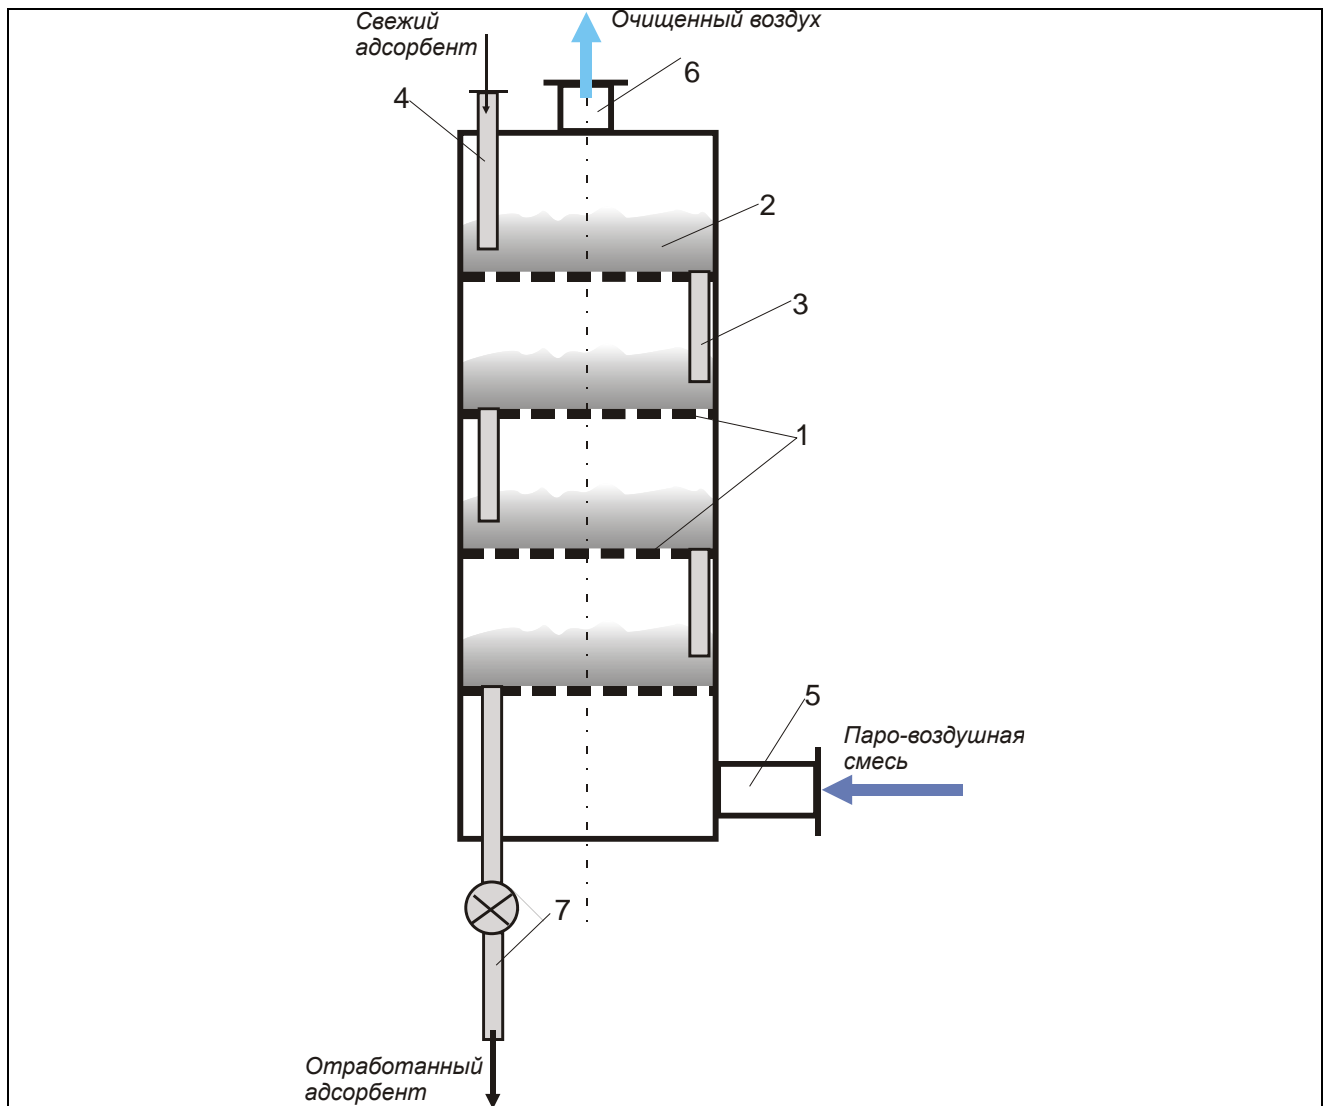 Свежий
адсорбент
Очищенный воздух
6
4
2
3
1
5
Паро-воздушная
смесь
7
Отработанный
адсорбент